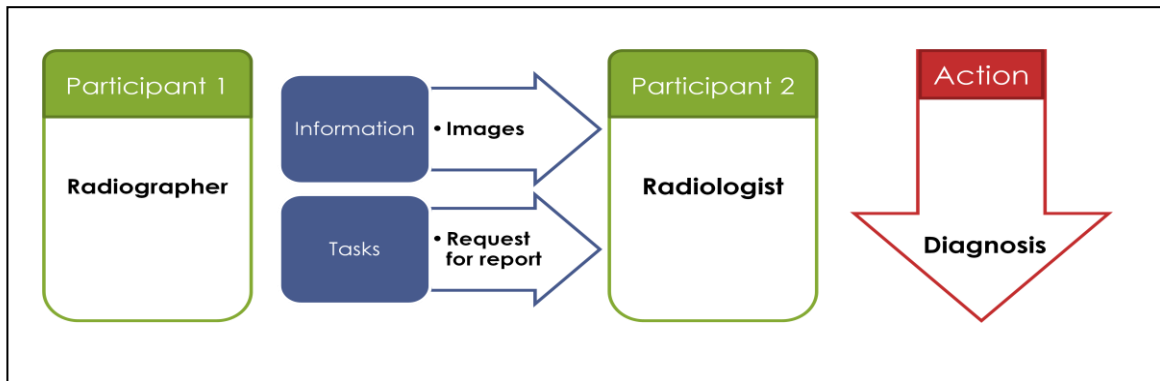 Participant 1
Radiographer
Information
• Images
Tasks
• Request
for report
Participant 2
Radiologist
Action
Diagnosis